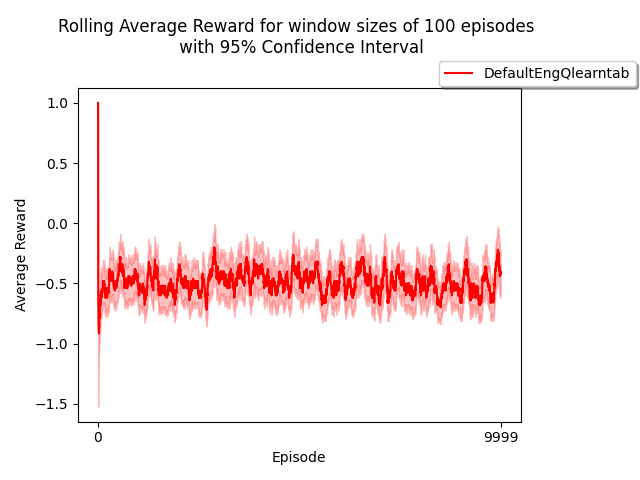 Rolling Average Reward for window sizes of 100 episodes
with 95% Confidence Interval
DefaultEngQlearntab
1.0
0.5
0.0
−0.5
−1.0
−1.5
Average Reward
0
9999
Episode